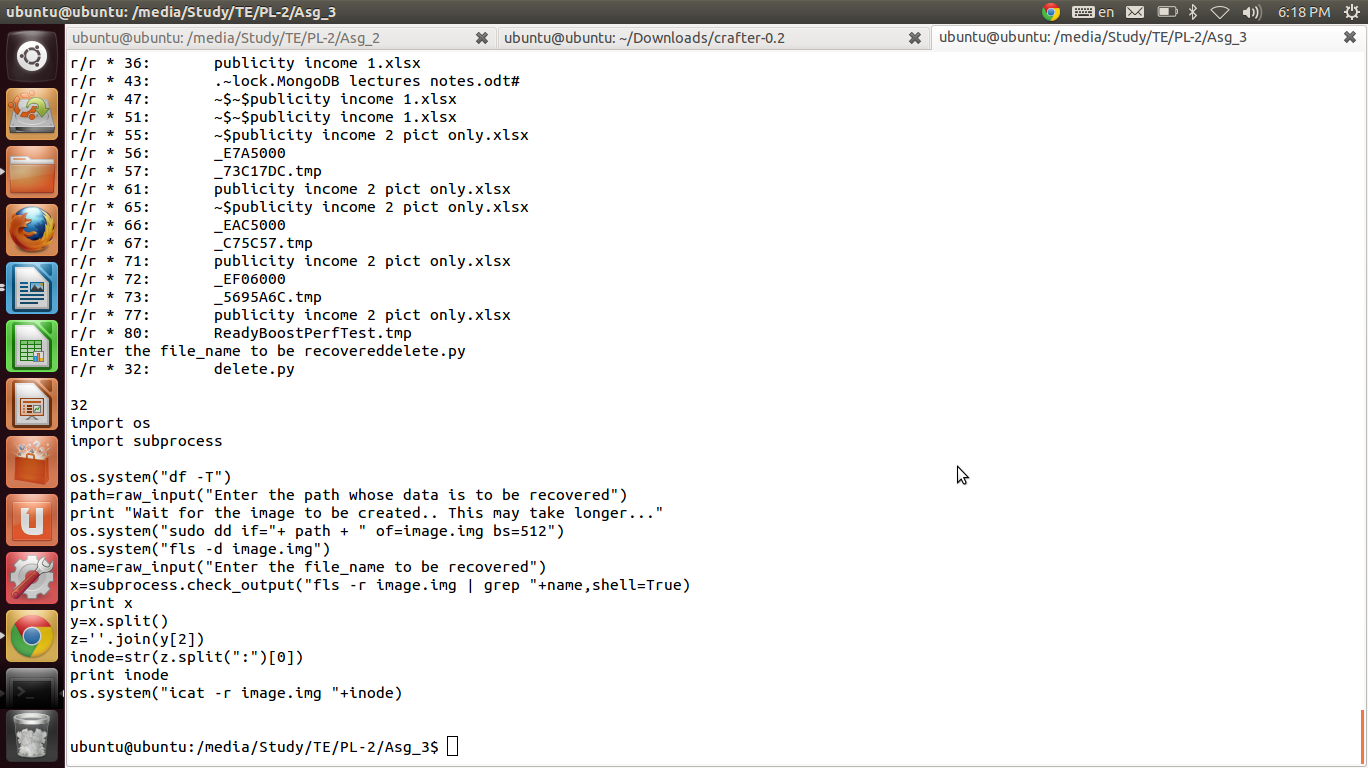 ubuntu@ubuntu: /media/Study/TE/PL-2/Asg_3
en
6:18 PM
ubuntu@ubuntu: /media/Study/TE/PL-2/Asg_2
ubuntu@ubuntu: ~/Downloads/crafter-0.2
ubuntu@ubuntu: /media/Study/TE/PL-2/Asg_3
r/r * 36:	publicity income 1.xlsx
r/r * 43:	.~lock.MongoDB lectures notes.odt#
r/r * 47:	~$~$publicity income 1.xlsx
r/r * 51:	~$~$publicity income 1.xlsx
r/r * 55:	~$publicity income 2 pict only.xlsx
r/r * 56:	_E7A5000
r/r * 57:	_73C17DC.tmp
r/r * 61:	publicity income 2 pict only.xlsx
r/r * 65:	~$publicity income 2 pict only.xlsx
r/r * 66:	_EAC5000
r/r * 67:	_C75C57.tmp
r/r * 71:	publicity income 2 pict only.xlsx
r/r * 72:	_EF06000
r/r * 73:	_5695A6C.tmp
r/r * 77:	publicity income 2 pict only.xlsx
r/r * 80:	ReadyBoostPerfTest.tmp
Enter the file_name to be recovereddelete.py
r/r * 32:	delete.py
32
import os
import subprocess
os.system("df -T")
path=raw_input("Enter the path whose data is to be recovered")
print "Wait for the image to be created.. This may take longer..."
os.system("sudo dd if="+ path + " of=image.img bs=512")
os.system("fls -d image.img")
name=raw_input("Enter the file_name to be recovered")
x=subprocess.check_output("fls -r image.img | grep "+name,shell=True)
print x
y=x.split()
z=''.join(y[2])
inode=str(z.split(":")[0])
print inode
os.system("icat -r image.img "+inode)
ubuntu@ubuntu:/media/Study/TE/PL-2/Asg_3$